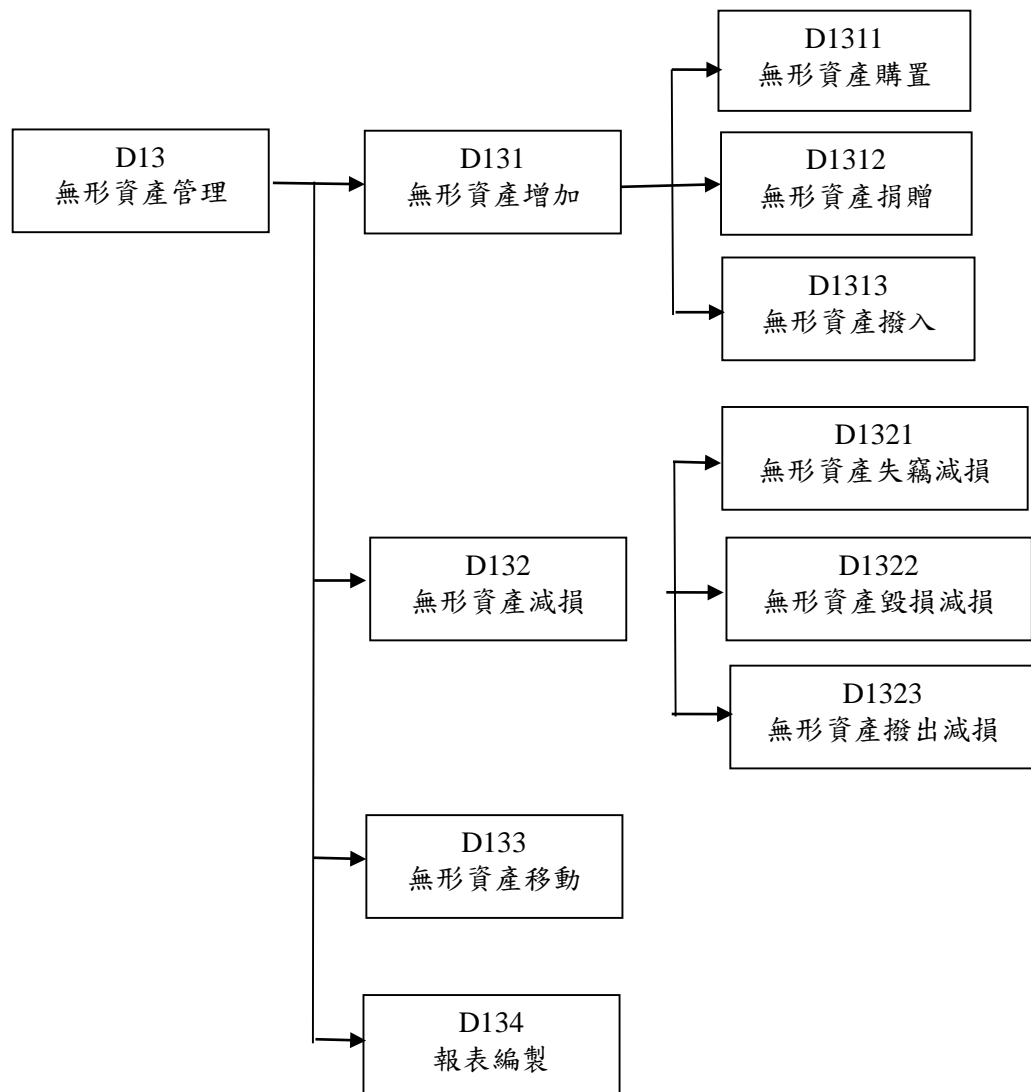 D13
無形資產管理
D131
無形資產增加
D1311
無形資產購置
D1312
無形資產捐贈
D1313
無形資產撥入
D132
無形資產減損
D1321
無形資產失竊減損
D1322
無形資產毀損減損
D1323
無形資產撥出減損
D133
無形資產移動
D134
報表編製